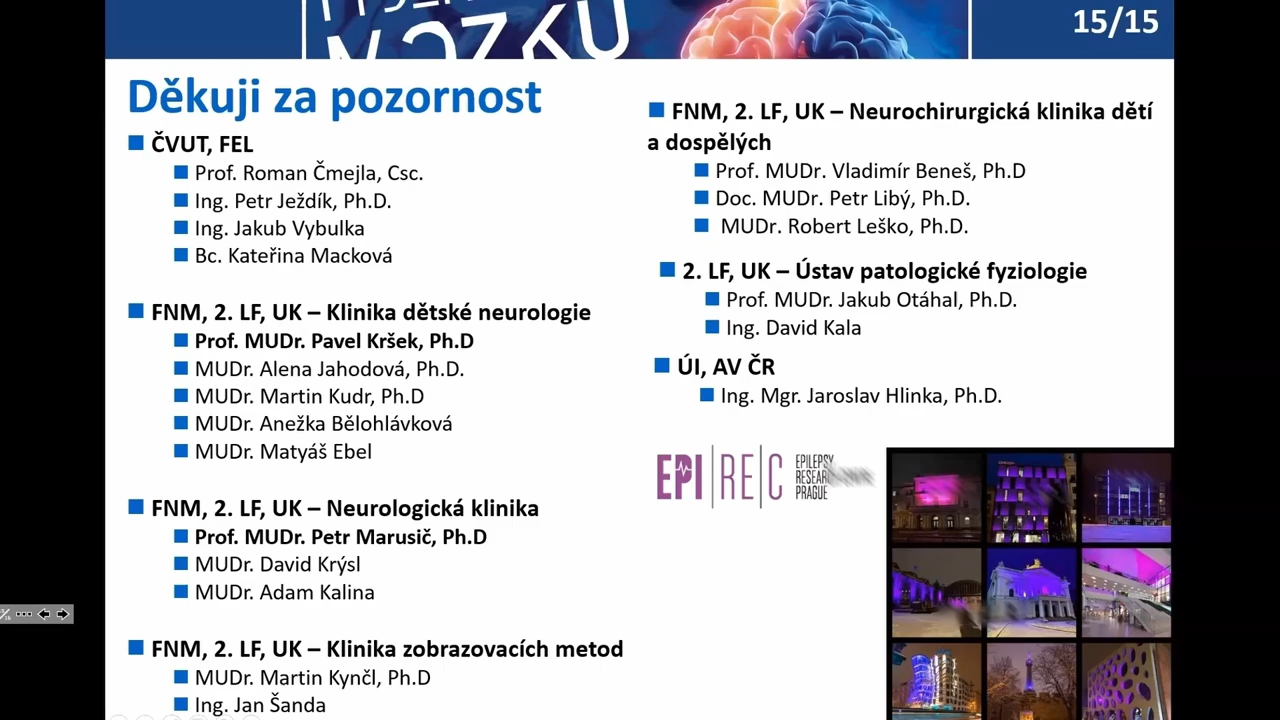 MOZKU
15/15
Děkuji za pozornost
ČVUT, FEL
Prof. Roman Čmejla, Csc.
Ing. Petr Ježdík, Ph.D.
Ing. Jakub Vybulka
Bc. Kateřina Macková
FNM, 2. LF, UK – Klinika dětské neurologie
Prof. MUDr. Pavel Kršek, Ph.D
MUDr. Alena Jahodová, Ph.D.
MUDr. Martin Kudr, Ph.D
MUDr. Anežka Bělohlávková
MUDr. Matyáš Ebel
FNM, 2. LF, UK – Neurologická klinika
Prof. MUDr. Petr Marusič, Ph.D
MUDr. David Krýsl
MUDr. Adam Kalina
FNM, 2. LF, UK – Klinika zobrazovacích metod
MUDr. Martin Kynčl, Ph.D
Ing. Jan Šanda
FNM, 2. LF, UK – Neurochirurgická klinika dětí
a dospělých
Prof. MUDr. Vladimír Beneš, Ph.D
Doc. MUDr. Petr Libý, Ph.D.
MUDr. Robert Leško, Ph.D.
2. LF, UK – Ústav patologické fyziologie
Prof. MUDr. Jakub Otáhal, Ph.D.
Ing. David Kala
ÚI, AV ČR
Ing. Mgr. Jaroslav Hlinka, Ph.D.
EPI|RE|C
EPILEPSY
PRAGUE